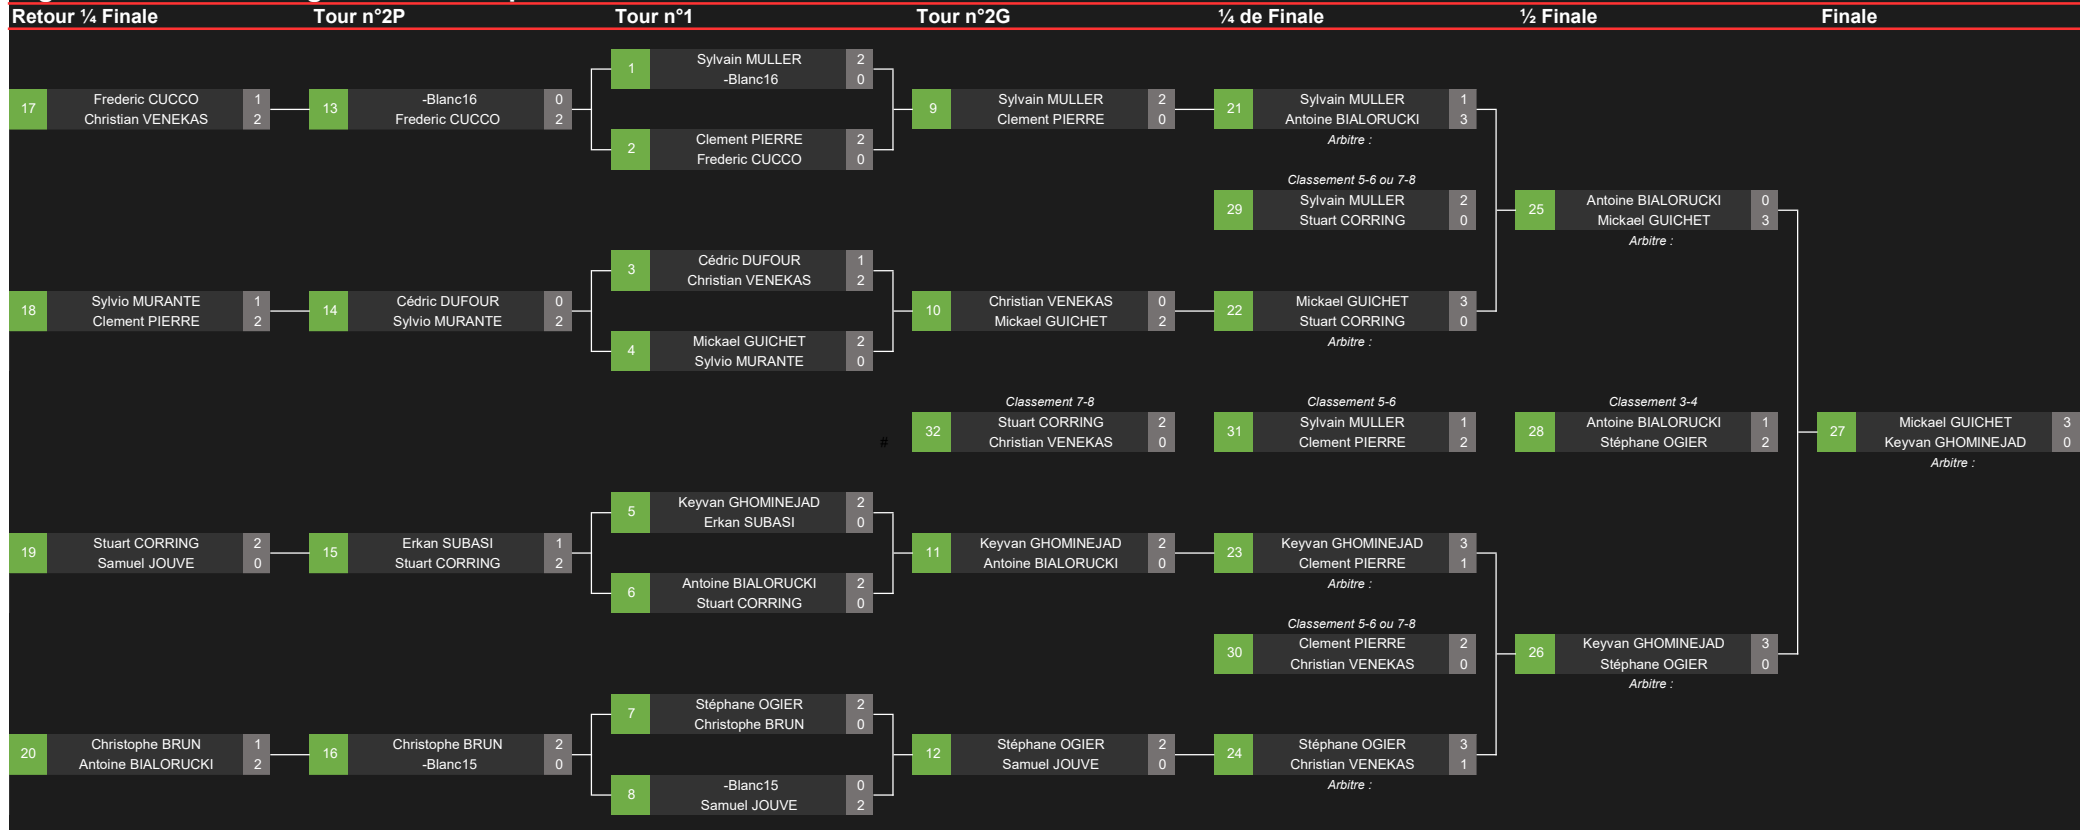 Retour ¼ Finale Tour n°2P Tour n°1 Tour n°2G ¼ de Finale ½ Finale Finale
1 Sylvain MULLER 2
-Blanc16 0
17 Frederic CUCCO 1
Christian VENEKAS 2
13 -Blanc16 0
Frederic CUCCO 2
9 Sylvain MULLER 2
Clement PIERRE 0
21 Sylvain MULLER 1
Antoine BIALORUCKI 3
Arbitre :
2 Clement PIERRE 2
Frederic CUCCO 0
Classement 5-6 ou 7-8
29 Sylvain MULLER 2
Stuart CORRING 0
25 Antoine BIALORUCKI 0
Mickael GUICHET 3
Arbitre :
3 Cédric DUFOUR 1
Christian VENEKAS 2
18 Sylvio MURANTE 1
Clement PIERRE 2
14 Cédric DUFOUR 0
Sylvio MURANTE 2
10 Christian VENEKAS 0
Mickael GUICHET 2
22 Mickael GUICHET 3
Stuart CORRING 0
Arbitre :
4 Mickael GUICHET 2
Sylvio MURANTE 0
Classement 7-8
#
32 Stuart CORRING 2
Christian VENEKAS 0
Classement 5-6
31 Sylvain MULLER 1
Clement PIERRE 2
Classement 3-4
28 Antoine BIALORUCKI 1
Stéphane OGIER 2
27 Mickael GUICHET 3
Keyvan GHOMINEJAD 0
Arbitre :
5 Keyvan GHOMINEJAD 2
Erkan SUBASI 0
19 Stuart CORRING 2
Samuel JOUVE 0
15 Erkan SUBASI 1
Stuart CORRING 2
11 Keyvan GHOMINEJAD 2
Antoine BIALORUCKI 0
23 Keyvan GHOMINEJAD 3
Clement PIERRE 1
Arbitre :
6 Antoine BIALORUCKI 2
Stuart CORRING 0
Classement 5-6 ou 7-8
30 Clement PIERRE 2
Christian VENEKAS 0
26 Keyvan GHOMINEJAD 3
Stéphane OGIER 0
Arbitre :
7 Stéphane OGIER 2
Christophe BRUN 0
20 Christophe BRUN 1
Antoine BIALORUCKI 2
16 Christophe BRUN 2
-Blanc15 0
12 Stéphane OGIER 2
Samuel JOUVE 0
24 Stéphane OGIER 3
Christian VENEKAS 1
Arbitre :
8 -Blanc15 0
Samuel JOUVE 2